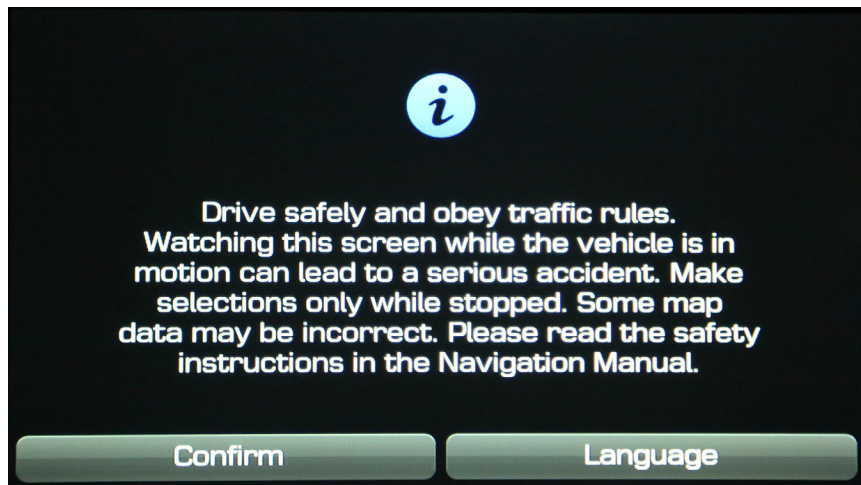 i
Drive safely and obey traffic rules.
Watching this screen while the vehicle is in
motion can lead to a serious accident. Make
selections only while stopped. Some map
data may be incorrect. Please read the safety
instructions in the Navigation Manual.
Confirm
Language